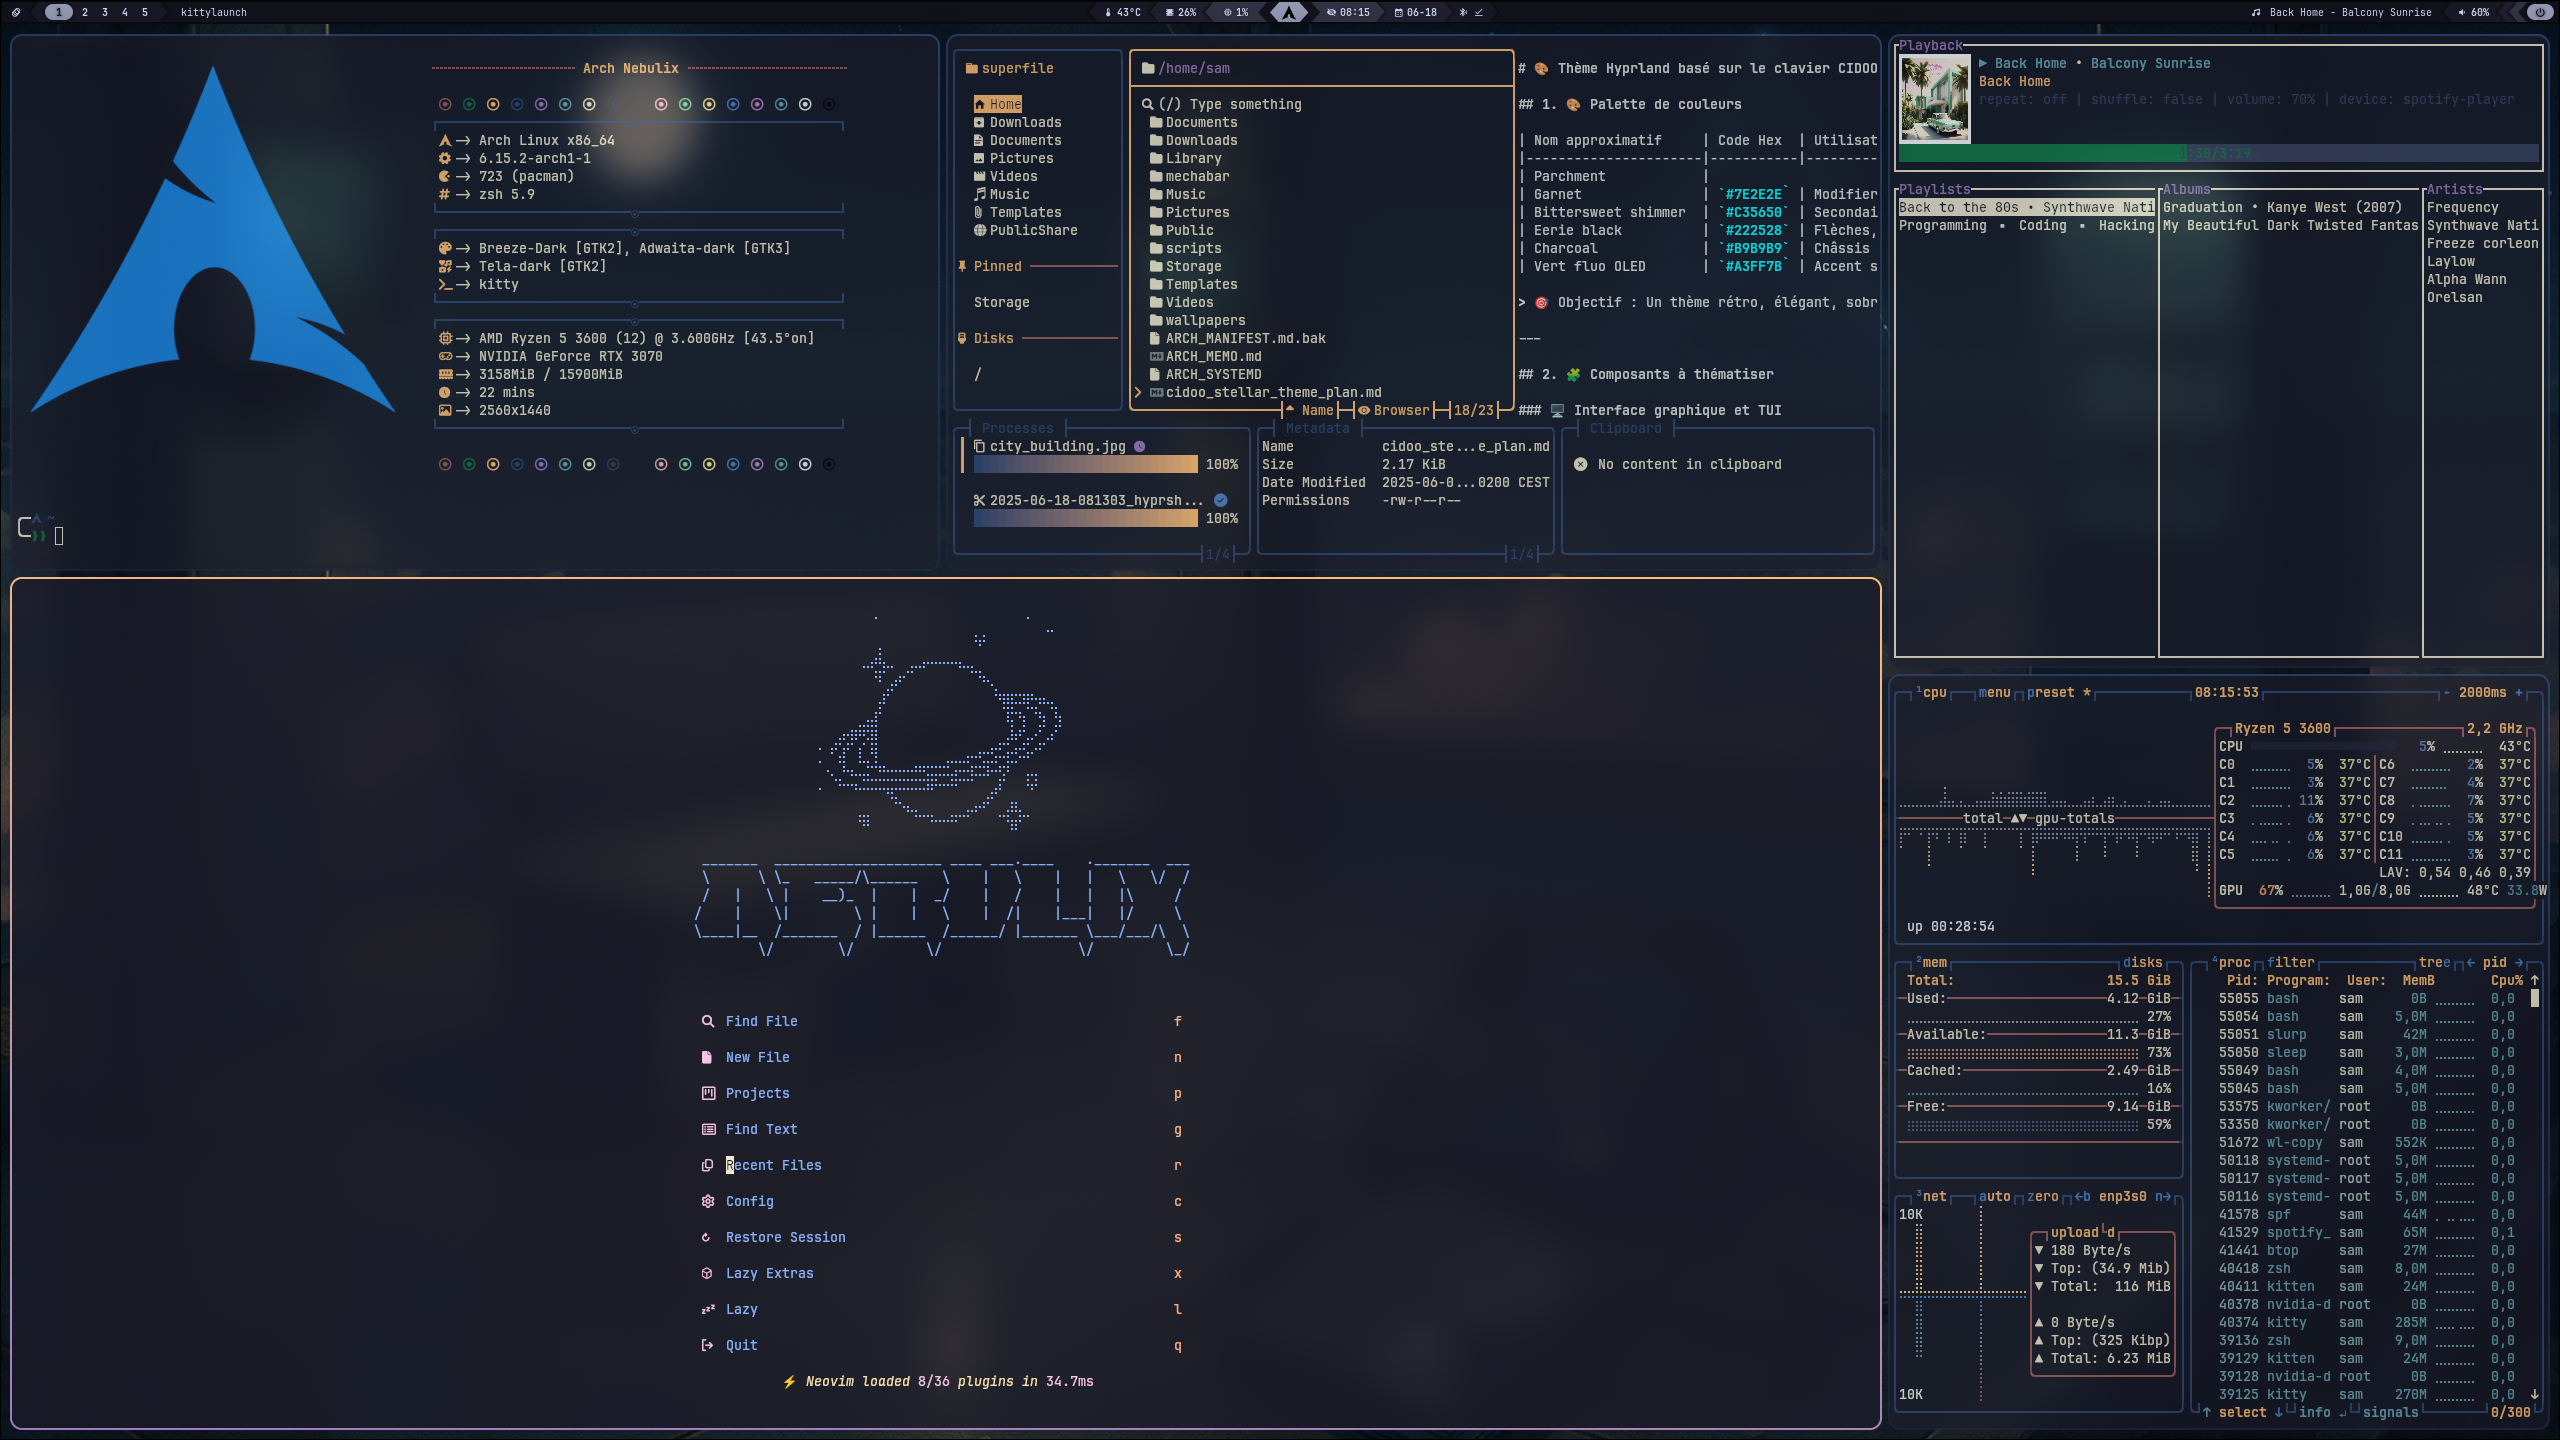 1 2 3 4 5 kittylaunch
43°C 26% 1% 08:15 06-18
Back Home - Balcony Sunrise 60%
Arch Nebulix
Arch Linux x86_64
6.15.2-arch1-1
723 (pacman)
zsh 5.9
Breeze-Dark [GTK2], Adwaita-dark [GTK3]
Tela-dark [GTK2]
kitty
AMD Ryzen 5 3600 (12) @ 3.600GHz [43.5°on]
NVIDIA GeForce RTX 3070
3158MiB / 15900MiB
22 mins
2560x1440
~
superfile
Home
Downloads
Documents
Pictures
Videos
Music
Templates
PublicShare
Pinned
Storage
Disks
/
/home/sam
(/) Type something
Documents
Downloads
Library
mechabar
Music
Pictures
Public
scripts
Storage
Templates
Videos
wallpapers
ARCH_MANIFEST.md.bak
ARCH_MEMO.md
ARCH_SYSTEMD
cidoo_stellar_theme_plan.md
Name Browser 18/23
# 🎨 Thème Hyprland basé sur le clavier CIDOO
## 1. 🎨 Palette de couleurs
| Nom approximatif | Code Hex | Utilisat
|----------------------|-----------|---------
| Parchment |
| Garnet | `#7E2E2E` | Modifier
| Bittersweet shimmer | `#C35650` | Secondai
| Eerie black | `#222528` | Flèches,
| Charcoal | `#B9B9B9` | Châssis
| Vert fluo OLED | `#A3FF7B` | Accent s
> 🎯 Objectif : Un thème rétro, élégant, sobr
---
## 2. 🧩 Composants à thématiser
### 🖥️ Interface graphique et TUI
Processes
city_building.jpg
100%
2025-06-18-081303_hyprsh...
100%
1/4
Metadata
Name cidoo_ste...e_plan.md
Size 2.17 KiB
Date Modified 2025-06-0...0200 CEST
Permissions -rw-r--r--
1/4
Clipboard
No content in clipboard
Playback
▶ Back Home • Balcony Sunrise
Back Home
repeat: off | shuffle: false | volume: 70% | device: spotify-player
1:30/3:19
Playlists
Back to the 80s • Synthwave Nati
Programming ▪ Coding ▪ Hacking
Albums
Graduation • Kanye West (2007)
My Beautiful Dark Twisted Fantas
Artists
Frequency
Synthwave Nati
Freeze corleon
Laylow
Alpha Wann
Orelsan
ASTRUUX
Find File f
New File n
Projects p
Find Text g
Recent Files r
Config c
Restore Session s
Lazy Extras x
Lazy l
Quit q
⚡ Neovim loaded 8/36 plugins in 34.7ms
¹cpu menu preset * 08:15:53 - 2000ms +
Ryzen 5 3600 2,2 GHz
CPU 5% 43°C
C0 5% 37°C C6 2% 37°C
C1 3% 37°C C7 4% 37°C
C2 11% 37°C C8 7% 37°C
C3 6% 37°C C9 5% 37°C
C4 6% 37°C C10 5% 37°C
C5 6% 37°C C11 3% 37°C
LAV: 0,54 0,46 0,39
GPU 67% 1,0G/8,0G 48°C 33.8W
total ▲▼ gpu-totals
up 00:28:54
²mem disks
Total: 15.5 GiB
Used: 4.12 GiB
27%
Available: 11.3 GiB
73%
Cached: 2.49 GiB
16%
Free: 9.14 GiB
59%
³net auto zero ←b enp3s0 n→
10K
upload└d
▼ 180 Byte/s
▼ Top: (34.9 Mib)
▼ Total: 116 MiB
▲ 0 Byte/s
▲ Top: (325 Kibp)
▲ Total: 6.23 MiB
10K
⁴proc filter tree ← pid →
Pid: Program: User: MemB Cpu% ↑
55055 bash sam 0B 0,0
55054 bash sam 5,0M 0,0
55051 slurp sam 42M 0,0
55050 sleep sam 3,0M 0,0
55049 bash sam 4,0M 0,0
55045 bash sam 5,0M 0,0
53575 kworker/ root 0B 0,0
53350 kworker/ root 0B 0,0
51672 wl-copy sam 552K 0,0
50118 systemd- root 5,0M 0,0
50117 systemd- root 5,0M 0,0
50116 systemd- root 5,0M 0,0
41578 spf sam 44M 0,0
41529 spotify_ sam 65M 0,1
41441 btop sam 27M 0,0
40418 zsh sam 8,0M 0,0
40411 kitten sam 24M 0,0
40378 nvidia-d root 0B 0,0
40374 kitty sam 285M 0,0
39136 zsh sam 9,0M 0,0
39129 kitten sam 24M 0,0
39128 nvidia-d root 0B 0,0
39125 kitty sam 270M 0,0 ↓
↑ select ↓ info ↲ signals 0/300